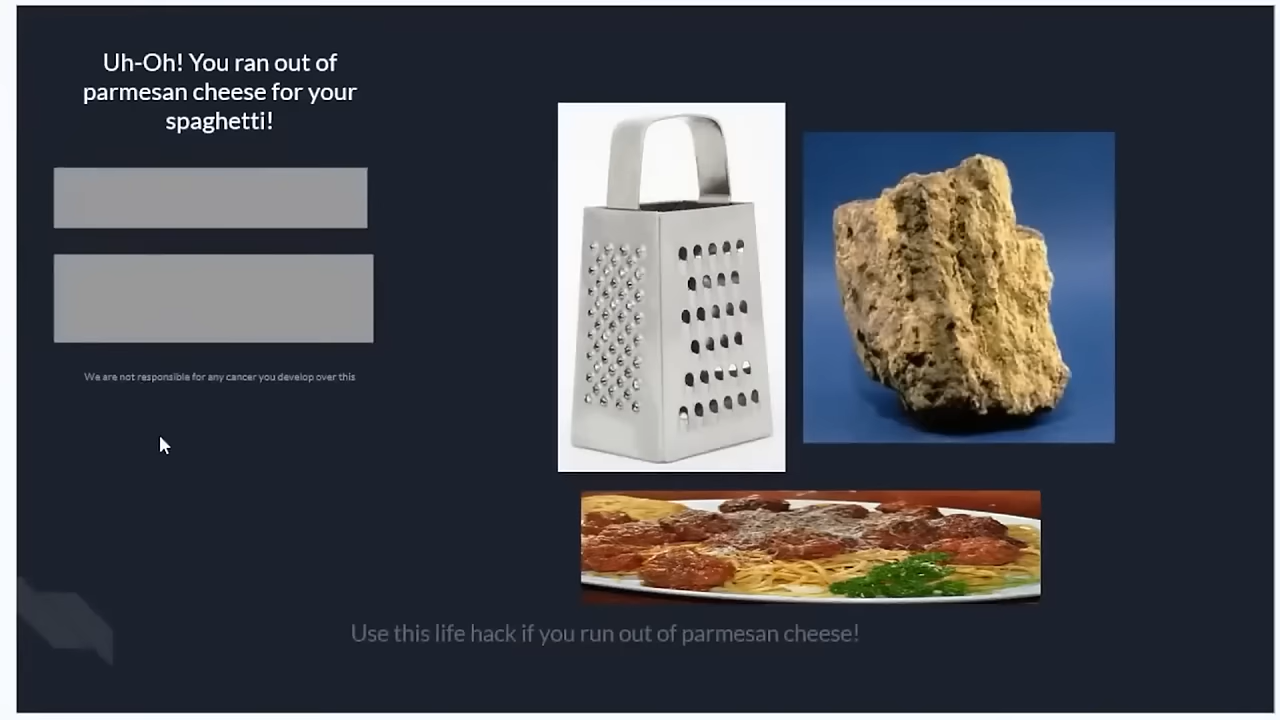 Uh-Oh! You ran out of
parmesan cheese for your
spaghetti!
We are not responsible for any cancer you develop over this
Use this life hack if you run out of parmesan cheese!